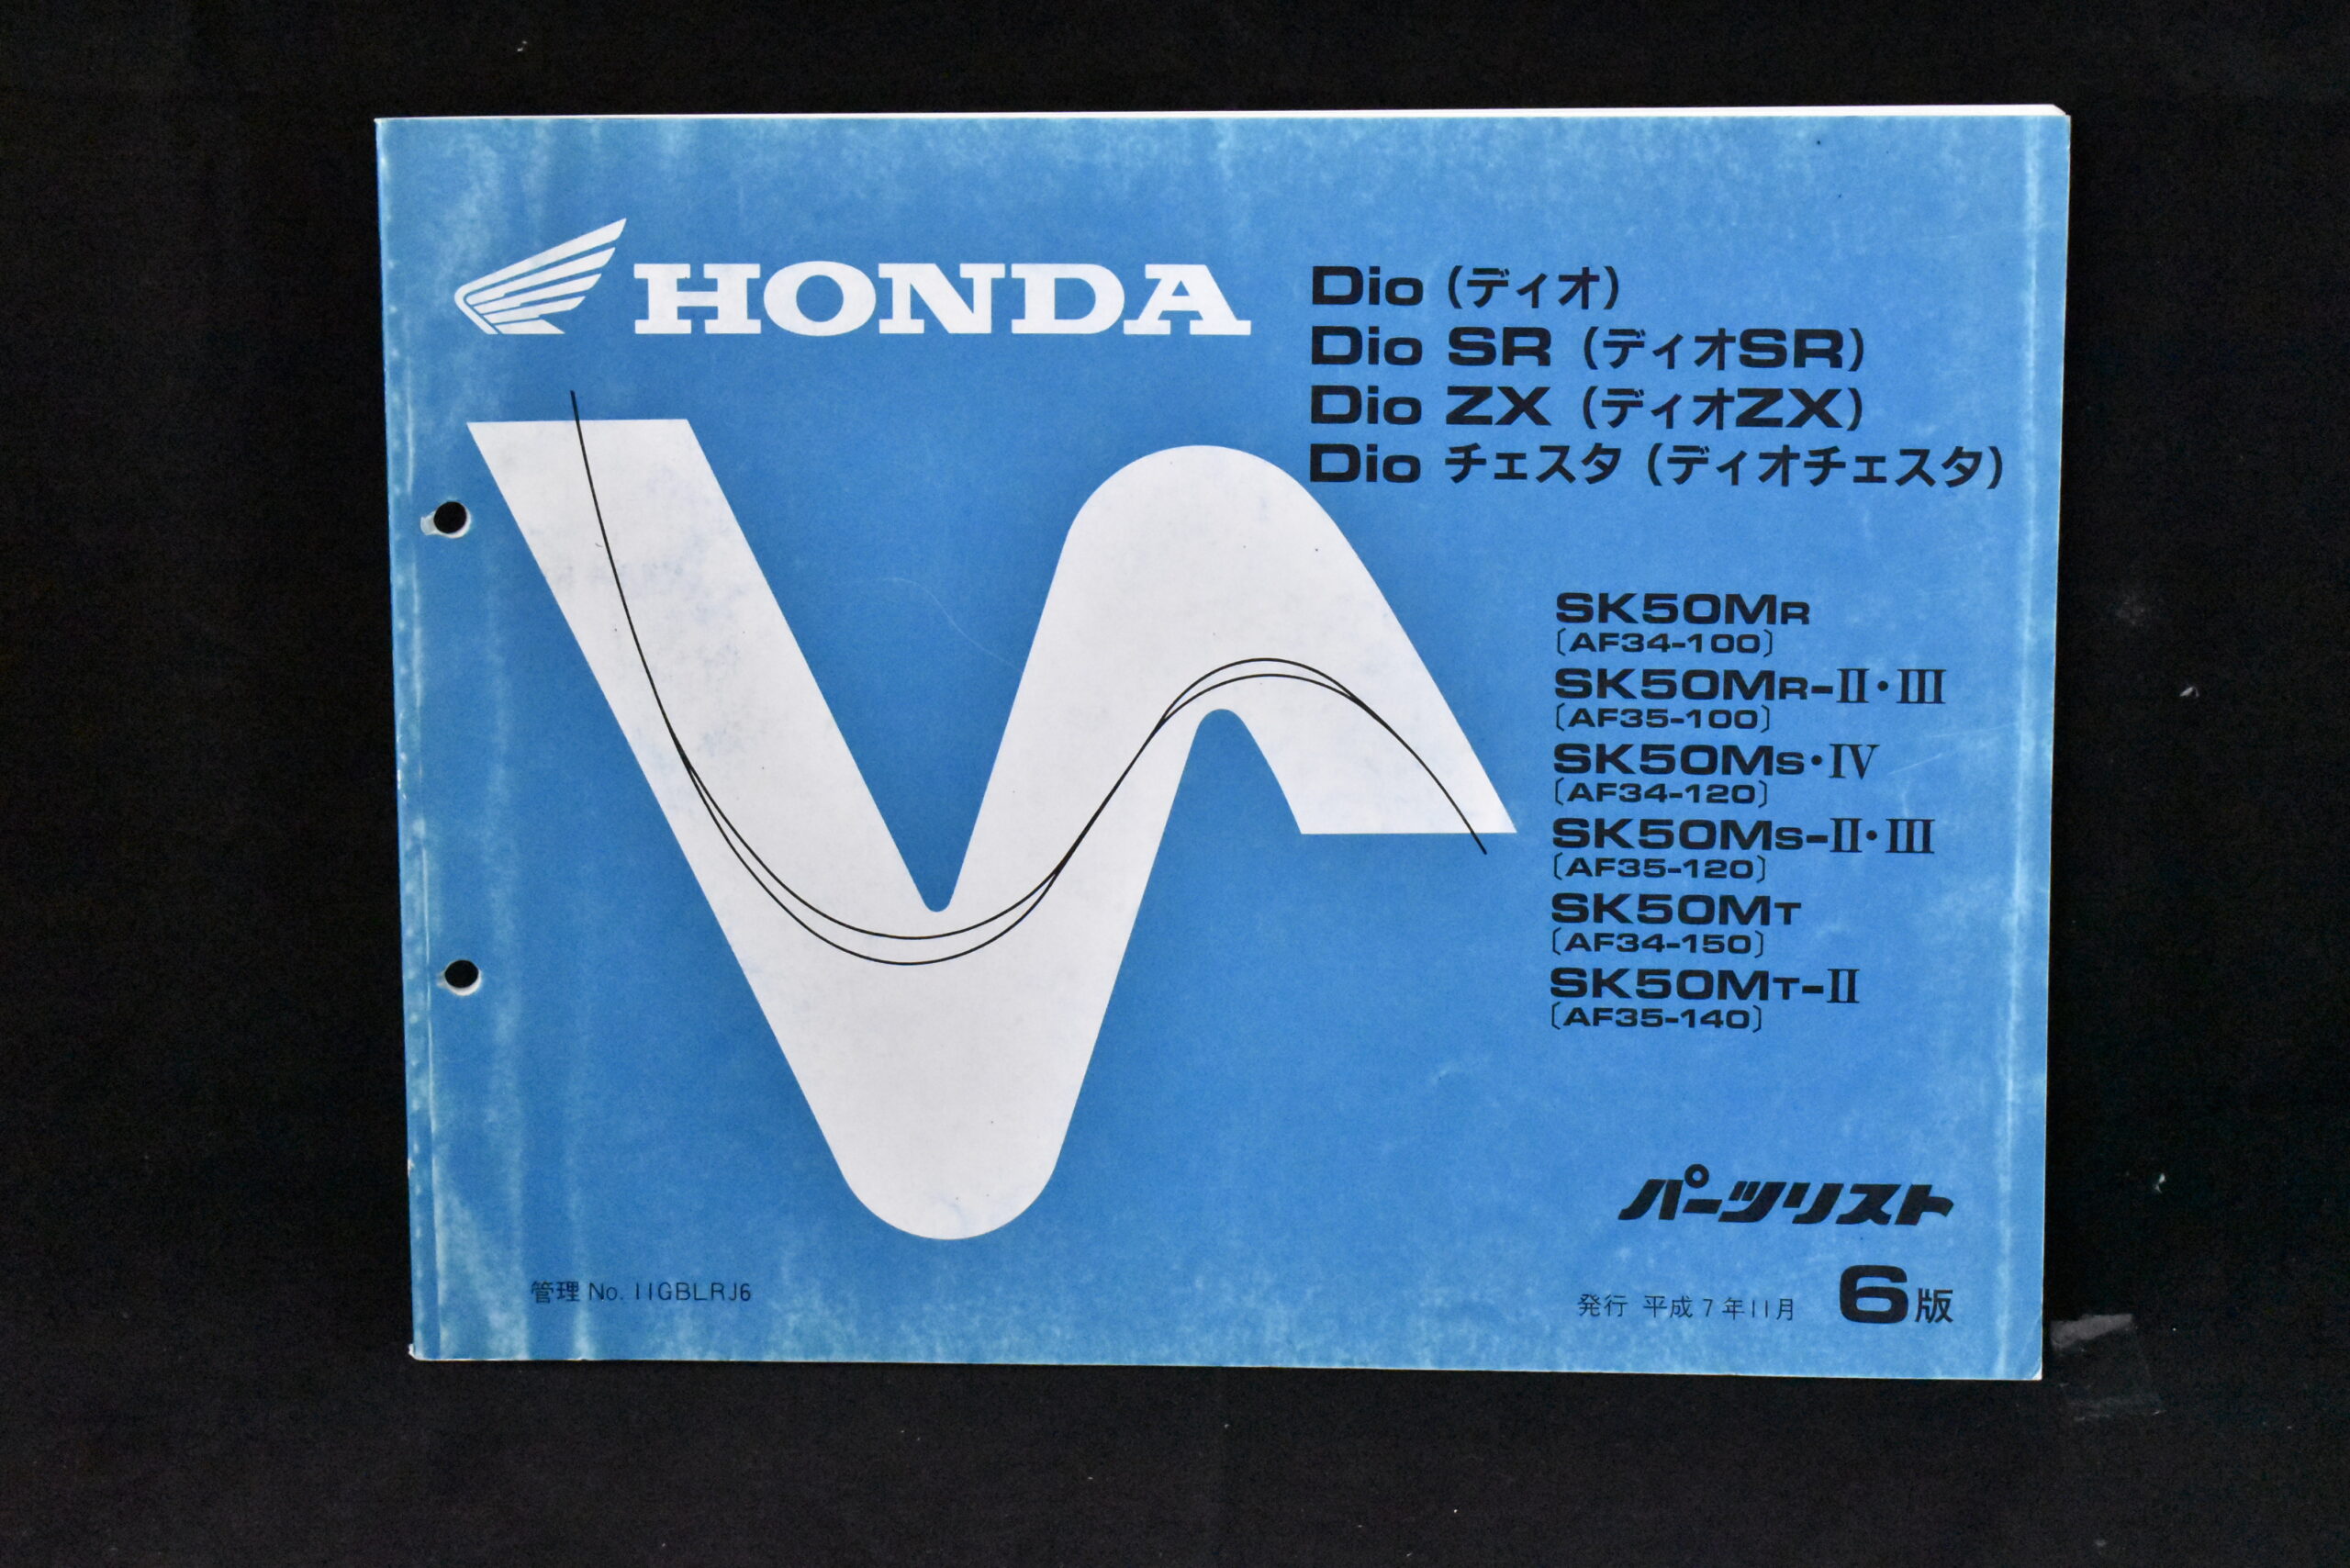 HONDA
Dio (ディオ)
Dio SR (ディオSR)
Dio ZX (ディオZX)
Dio チェスタ (ディオチェスタ)
SK50MR
〔AF34-100〕
SK50MR-II・III
〔AF35-100〕
SK50MS・IV
〔AF34-120〕
SK50MS-II・III
〔AF35-120〕
SK50MT
〔AF34-150〕
SK50MT-II
〔AF35-140〕
パーツリスト
管理 No. 11GBLRJ6
発行 平成7年11月 6版